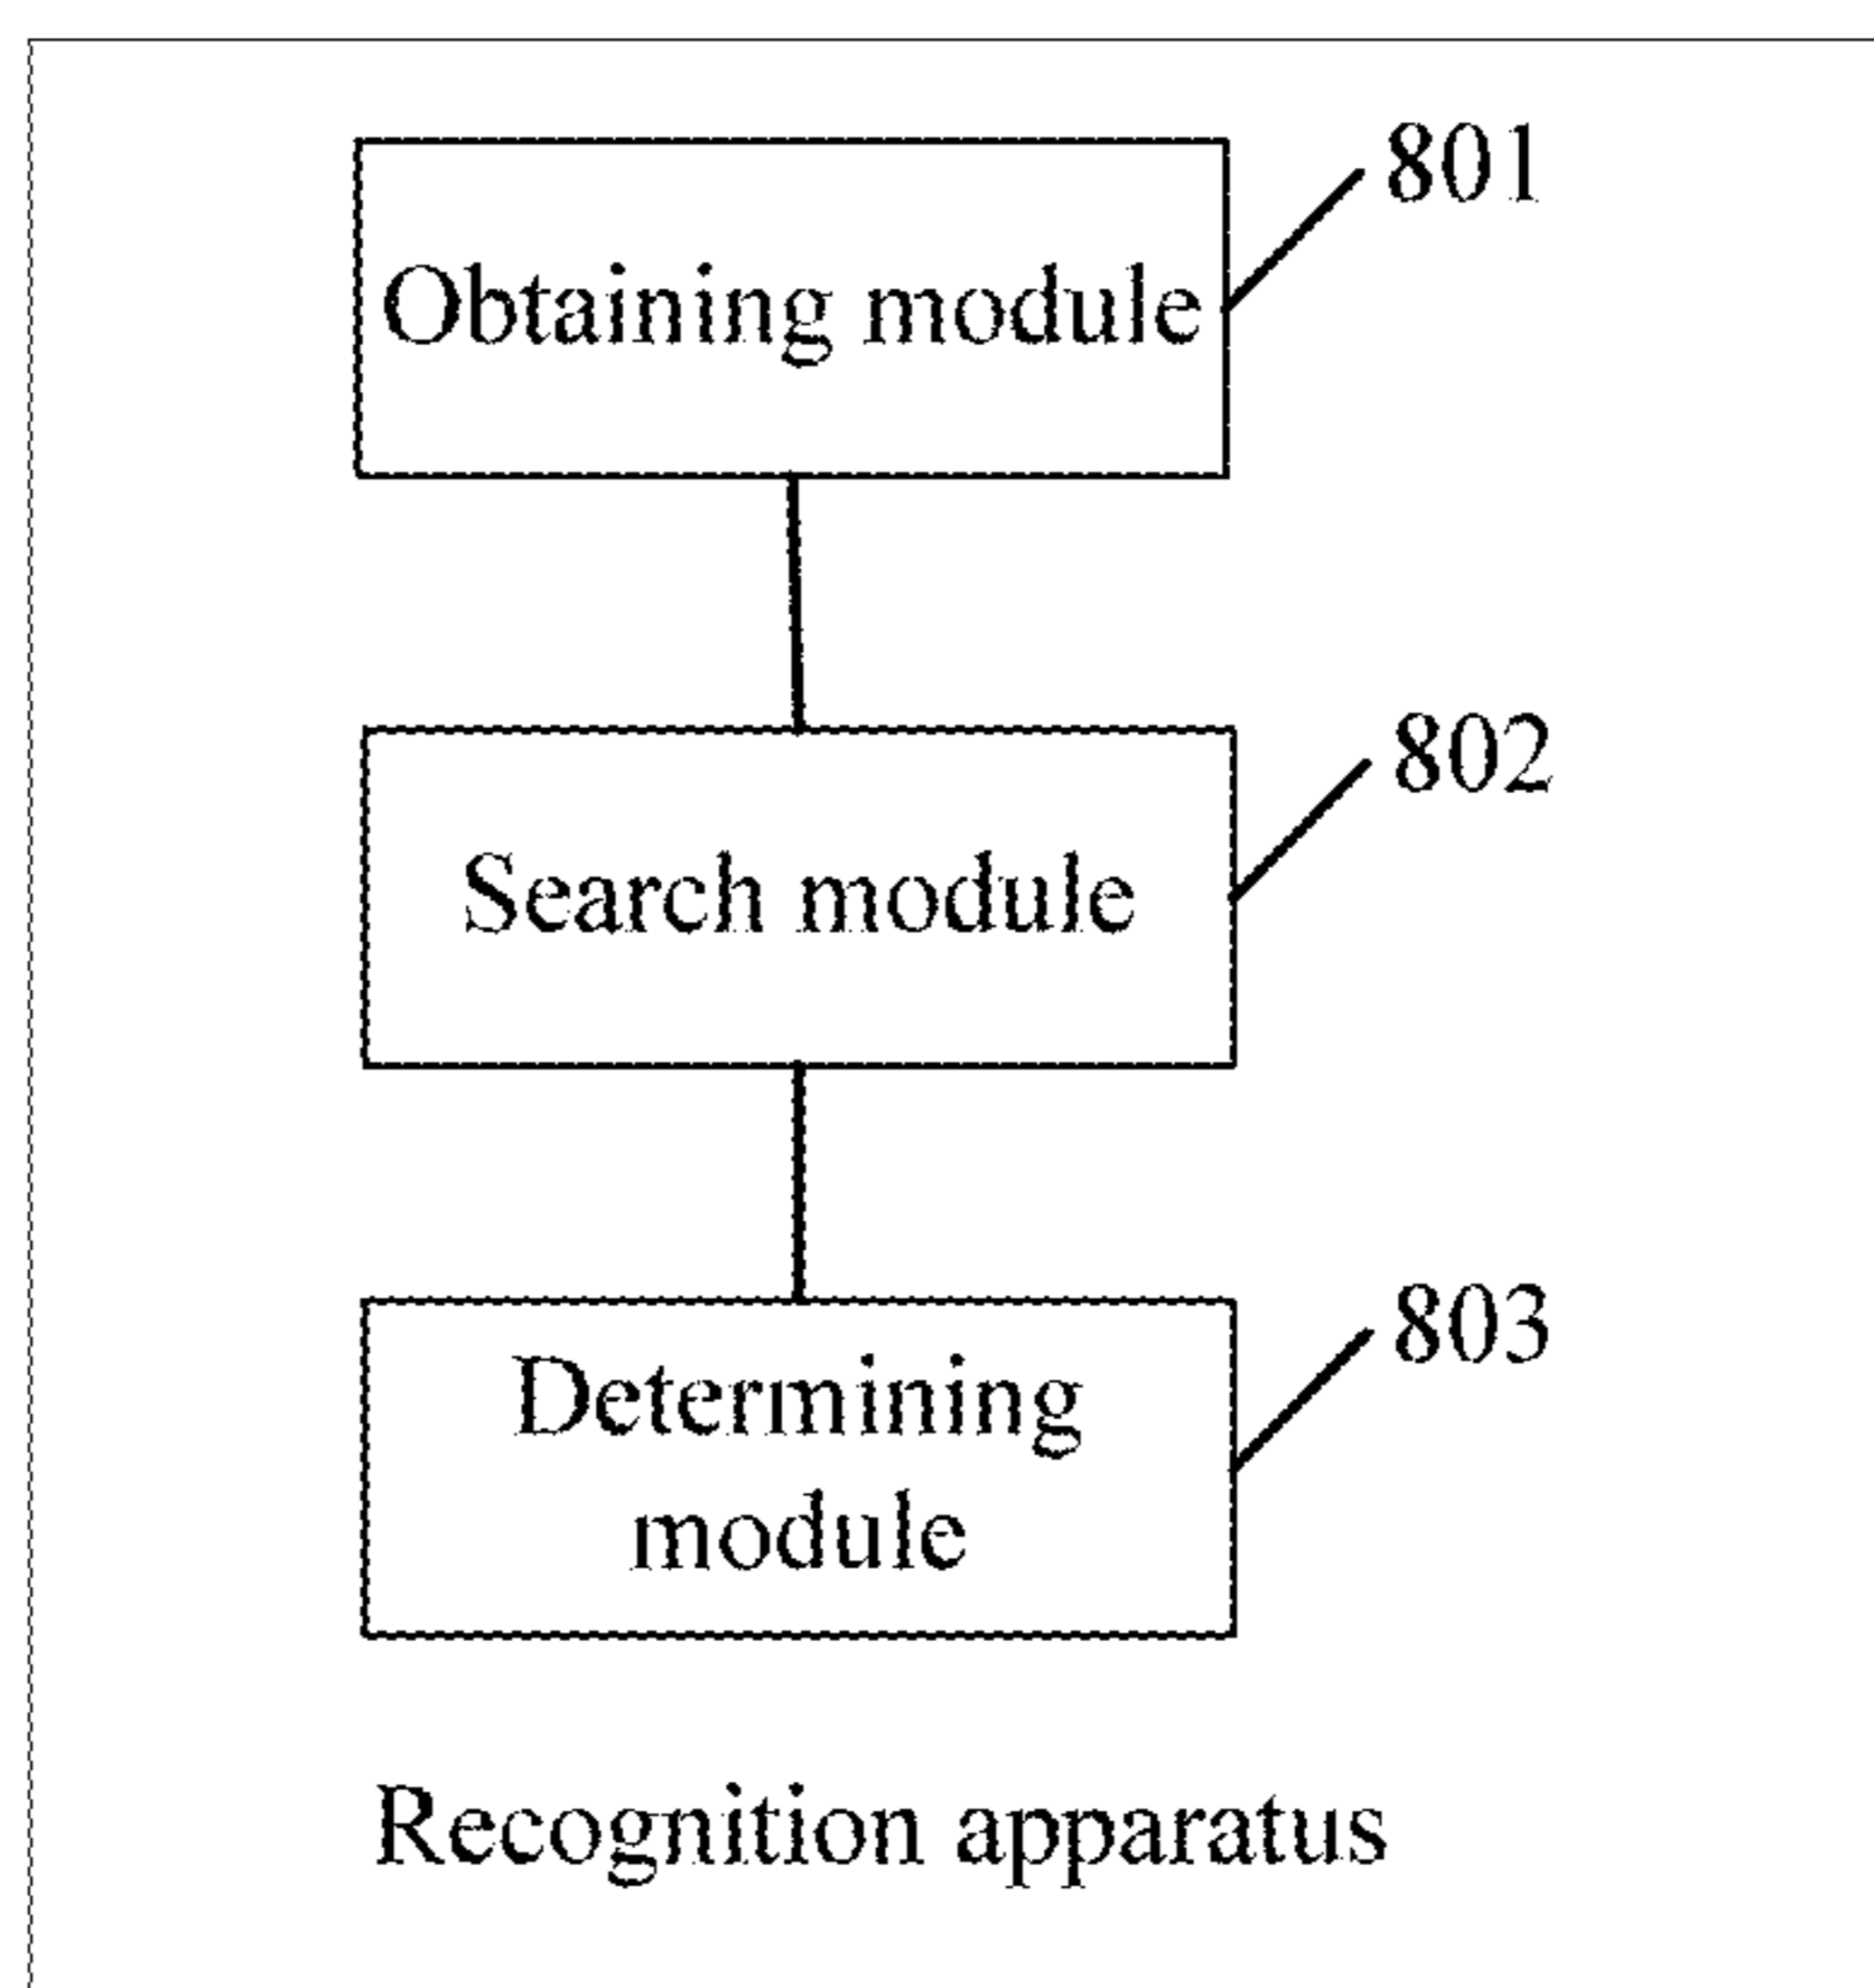 801
Obtaining module
802
Search module
803
Determining
module
Recognition apparatus